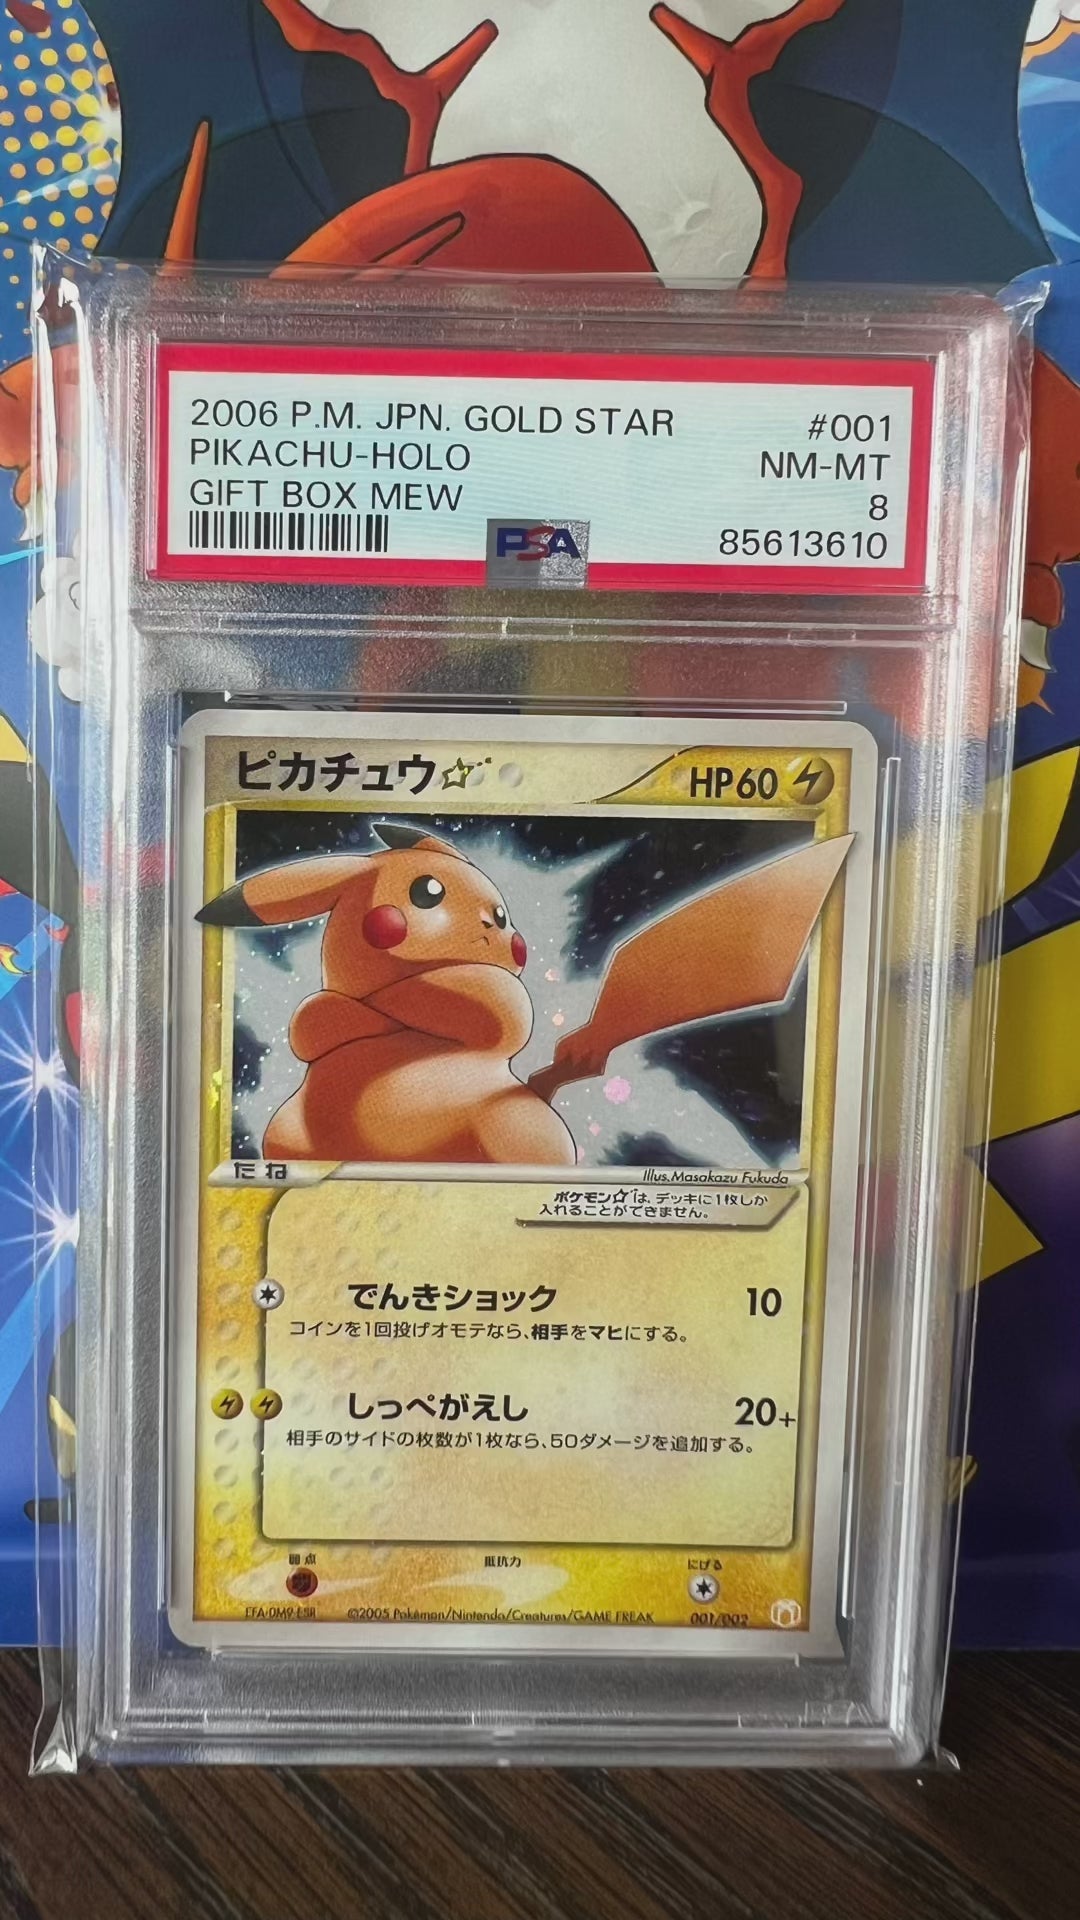 2006 P.M. JPN. GOLD STAR #001
PIKACHU-HOLO NM-MT
GIFT BOX MEW 8
PSA 85613610
ピカチュウ☆ HP60
たね
Illus.Masakazu Fukuda
ポケモン☆は、デッキに1枚しか
入れることができません。
でんきショック 10
コインを1回投げオモテなら、相手をマヒにする。
しっぺがえし 20+
相手のサイドの枚数が1枚なら、50ダメージを追加する。
弱点 抵抗力 にげる
©2005 Pokémon/Nintendo/Creatures/GAME FREAK 001/002